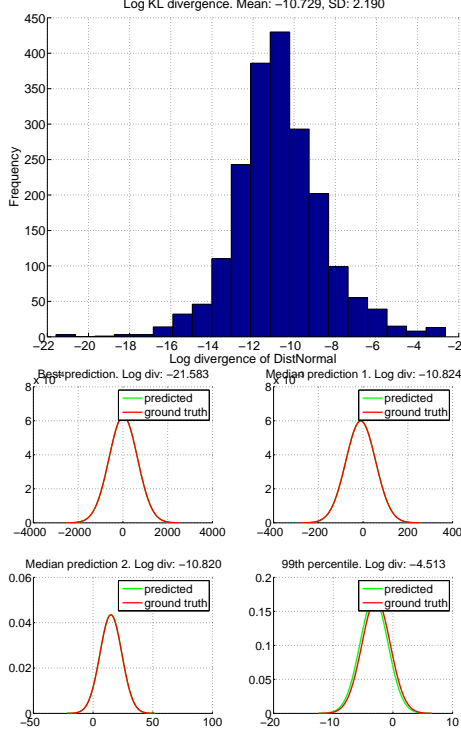 Log KL divergence. Mean: −10.729, SD: 2.190
450
400
350
300
250
200
150
100
50
0
Frequency
−22 −20 −18 −16 −14 −12 −10 −8 −6 −4 −2
Log divergence of DistNormal
Best prediction. Log div: −21.583
8
6
4
2
0
−4000 −2000 0 2000 4000
predicted
ground truth
Median prediction 1. Log div: −10.824
8
6
4
2
0
−4000 −2000 0 2000 400
predicted
ground truth
Median prediction 2. Log div: −10.820
0.06
0.04
0.02
0
−50 0 50 100
predicted
ground truth
99th percentile. Log div: −4.513
0.2
0.15
0.1
0.05
0
−20 −10 0 10
predicted
ground truth